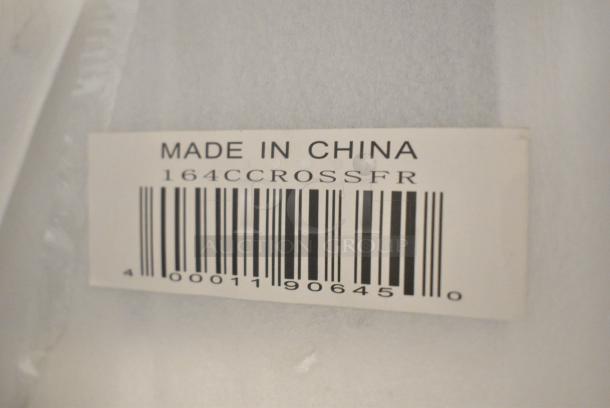 MADE IN CHINA
164CCROSSFR
AUCTION GROUP
4 00011 90645 0